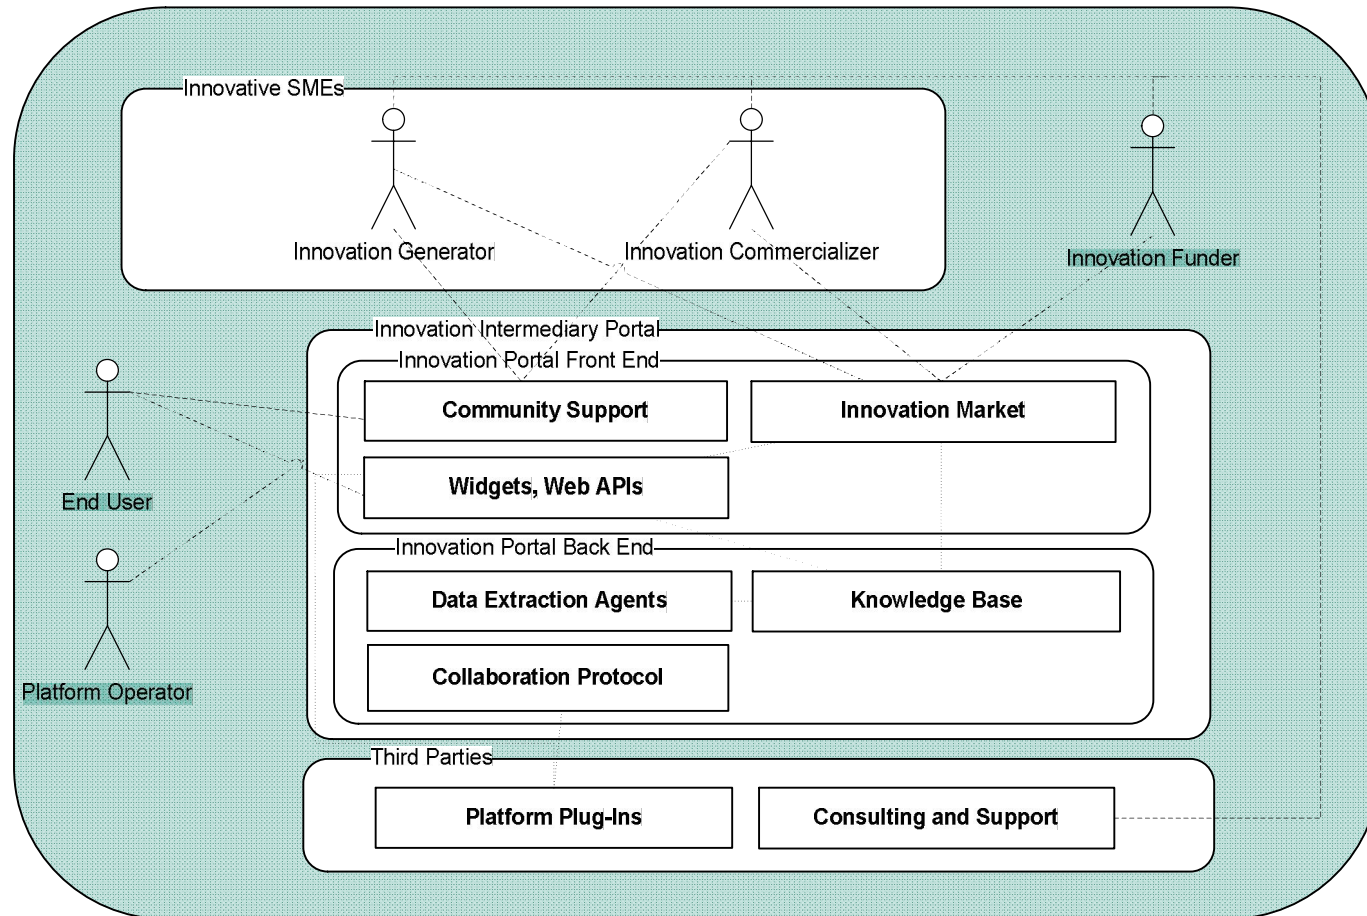 Innovative SMEs
Innovation Generator
Innovation Commercializer
Innovation Funder
Innovation Intermediary Portal
Innovation Portal Front End
Community Support
Innovation Market
Widgets, Web APIs
End User
Innovation Portal Back End
Data Extraction Agents
Knowledge Base
Collaboration Protocol
Platform Operator
Third Parties
Platform Plug-Ins
Consulting and Support